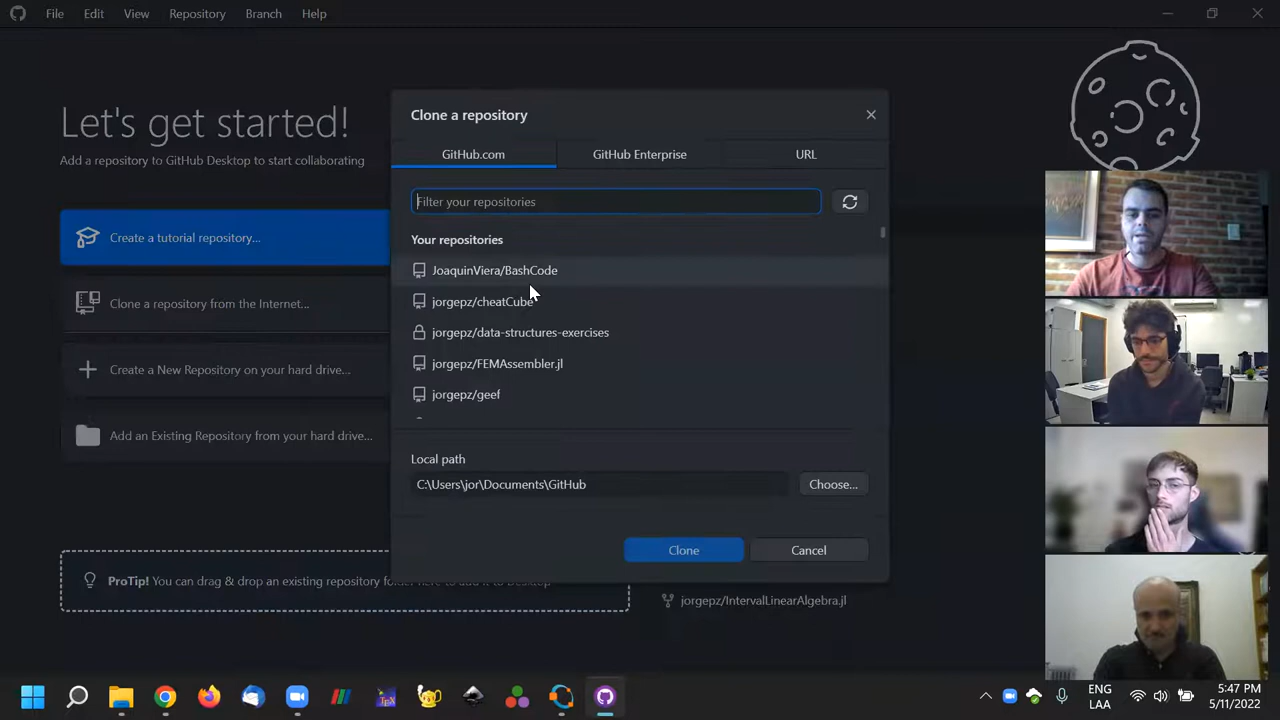 File Edit View Repository Branch Help
Let's get started!
Add a repository to GitHub Desktop to start collaborating
Create a tutorial repository...
Clone a repository from the Internet...
Create a New Repository on your hard drive...
Add an Existing Repository from your hard drive...
Clone a repository
GitHub.com GitHub Enterprise URL
Filter your repositories
Your repositories
JoaquinViera/BashCode
jorgepz/cheatCube
jorgepz/data-structures-exercises
jorgepz/FEMAssembler.jl
jorgepz/geef
Local path
C:\Users\jor\Documents\GitHub
Choose...
Clone Cancel
ProTip! You can drag & drop an existing repository folder here to add it to Desktop
jorgepz/IntervalLinearAlgebra.jl
ENG
LAA
5:47 PM
5/11/2022